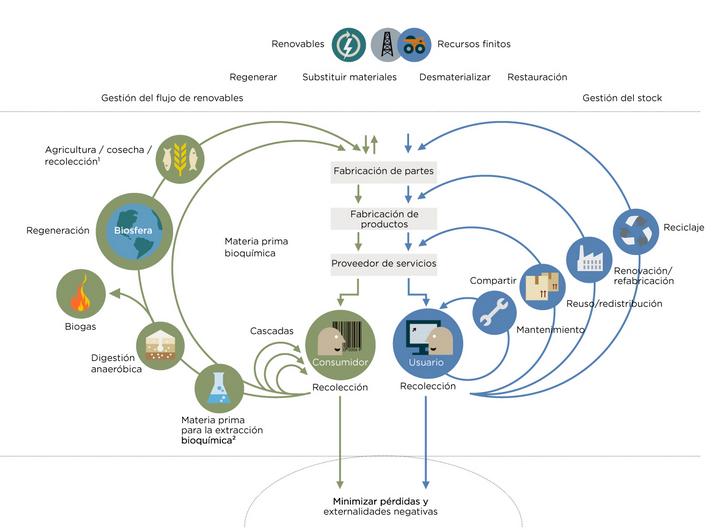 Renovables
Recursos finitos
Regenerar
Substituir materiales
Desmaterializar
Restauración
Gestión del flujo de renovables
Gestión del stock
Agricultura / cosecha /
recolección¹
Fabricación de partes
Regeneración
Biosfera
Fabricación de
productos
Reciclaje
Materia prima
bioquímica
Proveedor de servicios
Renovación/
refabricación
Compartir
Reuso/redistribución
Biogas
Cascadas
Mantenimiento
Digestión
anaeróbica
Consumidor
Usuario
Recolección
Recolección
Materia prima
para la extracción
bioquímica²
Minimizar pérdidas y
externalidades negativas